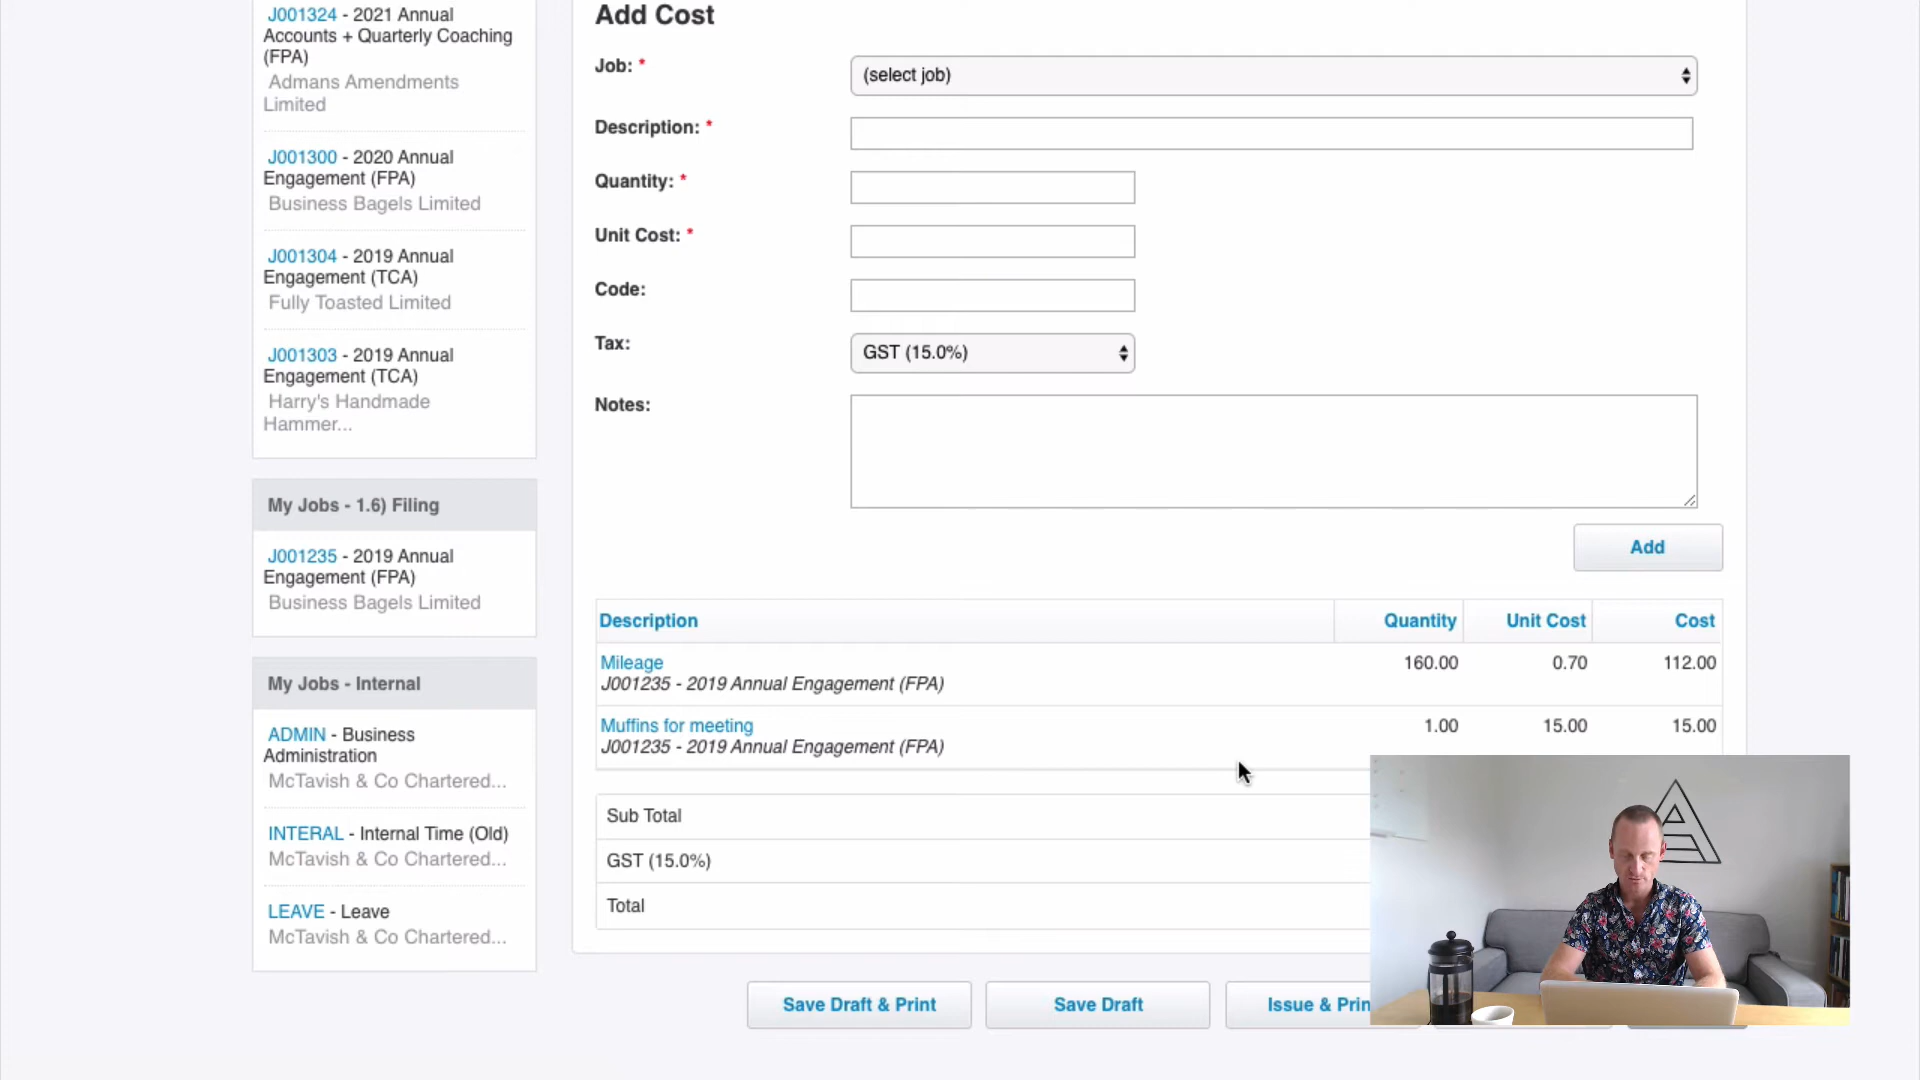 J001324 - 2021 Annual
Accounts + Quarterly Coaching
(FPA)
Admans Amendments
Limited
J001300 - 2020 Annual
Engagement (FPA)
Business Bagels Limited
J001304 - 2019 Annual
Engagement (TCA)
Fully Toasted Limited
J001303 - 2019 Annual
Engagement (TCA)
Harry's Handmade
Hammer...
My Jobs - 1.6) Filing
J001235 - 2019 Annual
Engagement (FPA)
Business Bagels Limited
My Jobs - Internal
ADMIN - Business
Administration
McTavish & Co Chartered...
INTERAL - Internal Time (Old)
McTavish & Co Chartered...
LEAVE - Leave
McTavish & Co Chartered...
Add Cost
Job: *
(select job)
Description: *
Quantity: *
Unit Cost: *
Code:
Tax:
GST (15.0%)
Notes:
Add
Description Quantity Unit Cost Cost
Mileage 160.00 0.70 112.00
J001235 - 2019 Annual Engagement (FPA)
Muffins for meeting 1.00 15.00 15.00
J001235 - 2019 Annual Engagement (FPA)
Sub Total
GST (15.0%)
Total
Save Draft & Print
Save Draft
Issue & Prin